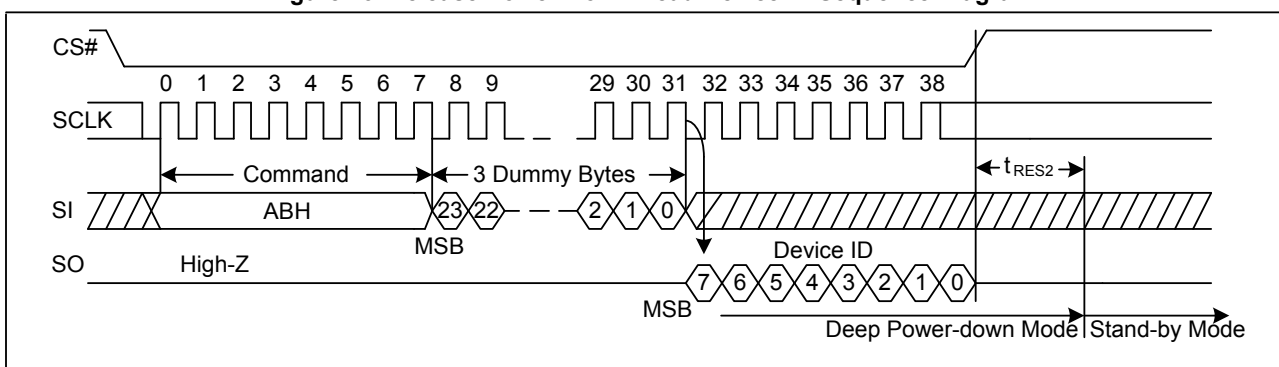 CS#
0 1 2 3 4 5 6 7 8 9 29 30 31 32 33 34 35 36 37 38
SCLK
Command 3 Dummy Bytes tRES2
SI ABH 23 22 2 1 0
MSB
SO High-Z Device ID
7 6 5 4 3 2 1 0
MSB
Deep Power-down Mode Stand-by Mode